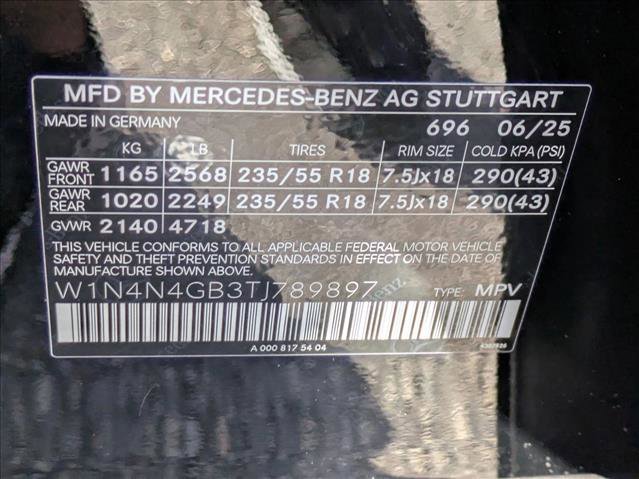 MFD BY MERCEDES-BENZ AG STUTTGART
MADE IN GERMANY 696 06/25
KG LB TIRES RIM SIZE COLD KPA (PSI)
GAWR FRONT 1165 2568 235/55 R18 7.5Jx18 290(43)
GAWR REAR 1020 2249 235/55 R18 7.5Jx18 290(43)
GVWR 2140 4718
THIS VEHICLE CONFORMS TO ALL APPLICABLE FEDERAL MOTOR VEHICLE
SAFETY AND THEFT PREVENTION STANDARDS IN EFFECT ON THE DATE OF
MANUFACTURE SHOWN ABOVE.
W1N4N4GB3TJ789897 TYPE: MPV
A 000 817 54 04